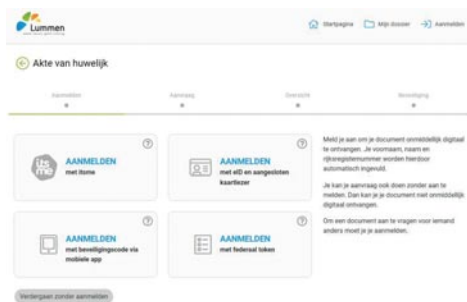 Lummen
Startpagina Mijn dossier Aanmelden
Akte van huwelijk
Aanmelden Aanvraag Overzicht Bevestiging
its
me
AANMELDEN
met itsme
AANMELDEN
met eID en aangesloten
kaartlezer
AANMELDEN
met beveiligingscode via
mobiele app
AANMELDEN
met federaal token
Meld je aan om je document onmiddellijk digitaal
te ontvangen. Je voornaam, naam en
rijksregisternummer worden hierdoor
automatisch ingevuld.
Je kan je aanvraag ook doen zonder aan te
melden. Dan kan je je document niet onmiddellijk
digitaal ontvangen.
Om een document aan te vragen voor iemand
anders moet je je aanmelden.
Verdergaan zonder aanmelden